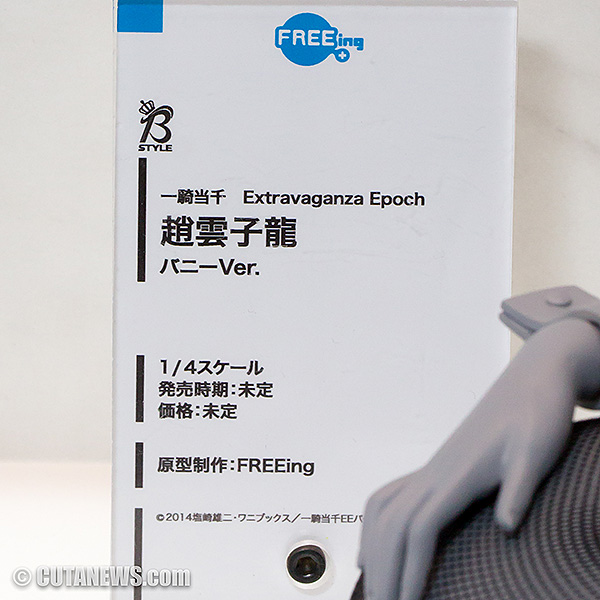 FREEing
B
STYLE
一騎当千 Extravaganza Epoch
趙雲子龍
バニーVer.
1/4スケール
発売時期:未定
価格:未定
原型制作:FREEing
©2014塩崎雄二・ワニブックス/一騎当千EEパ
© CUTANEWS.com